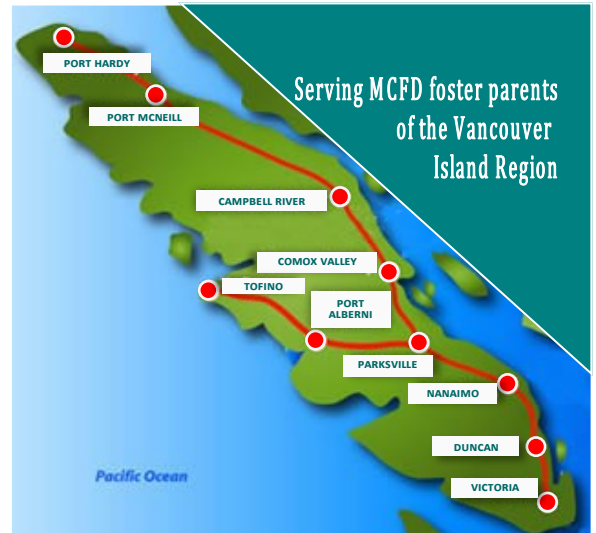 Serving MCFD foster parents
of the Vancouver
Island Region
PORT HARDY
PORT MCNEILL
CAMPBELL RIVER
COMOX VALLEY
TOFINO
PORT
ALBERNI
PARKSVILLE
NANAIMO
DUNCAN
VICTORIA
Pacific Ocean